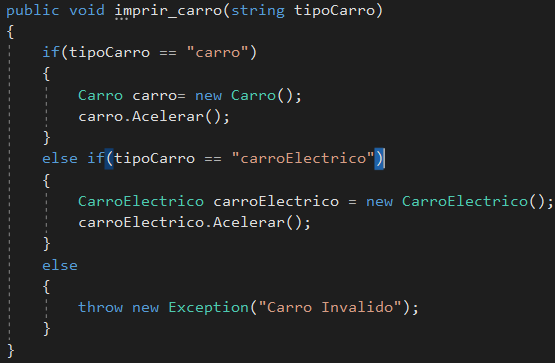 public void imprir_carro(string tipoCarro)
{
if(tipoCarro == "carro")
{
Carro carro= new Carro();
carro.Acelerar();
}
else if(tipoCarro == "carroElectrico")
{
CarroElectrico carroElectrico = new CarroElectrico();
carroElectrico.Acelerar();
}
else
{
throw new Exception("Carro Invalido");
}
}